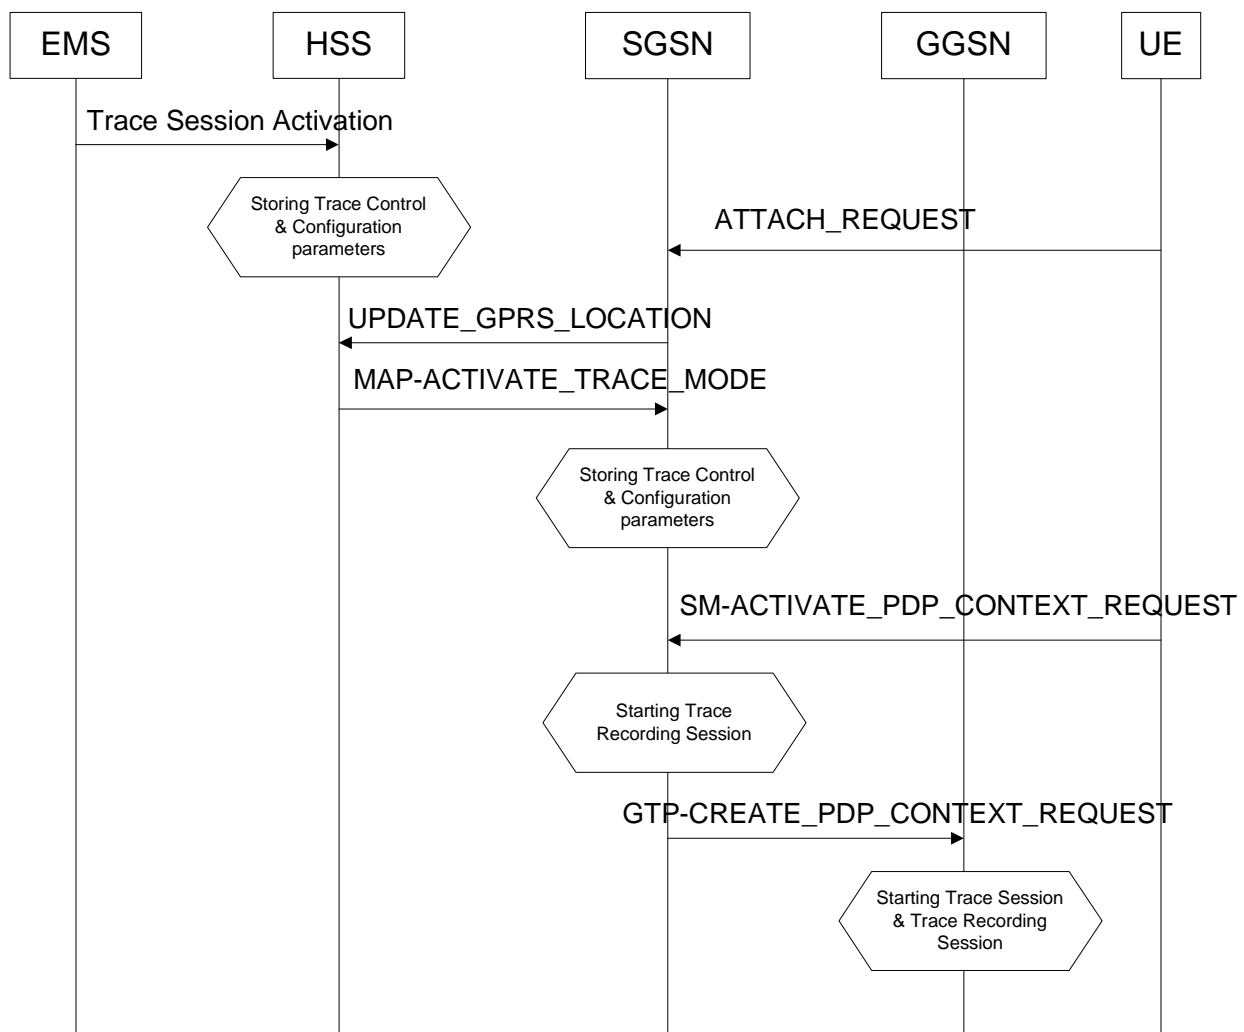 EMS
HSS
SGSN
GGSN
UE
Trace Session Activation
Storing Trace Control
& Configuration
parameters
ATTACH_REQUEST
UPDATE_GPRS_LOCATION
MAP-ACTIVATE_TRACE_MODE
Storing Trace Control
& Configuration
parameters
SM-ACTIVATE_PDP_CONTEXT_REQUEST
Starting Trace
Recording Session
GTP-CREATE_PDP_CONTEXT_REQUEST
Starting Trace Session
& Trace Recording
Session